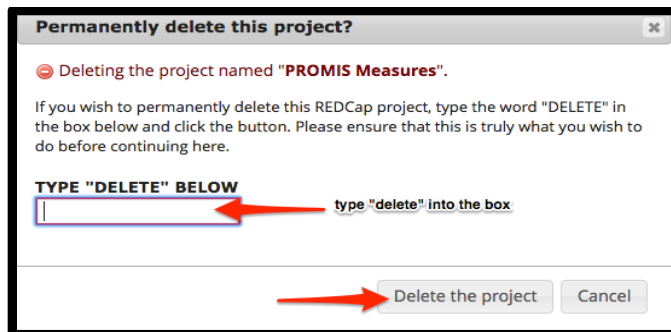 Permanently delete this project?
Deleting the project named "PROMIS Measures".
If you wish to permanently delete this REDCap project, type the word "DELETE" in
the box below and click the button. Please ensure that this is truly what you wish to
do before continuing here.
TYPE "DELETE" BELOW
type "delete" into the box
Delete the project Cancel